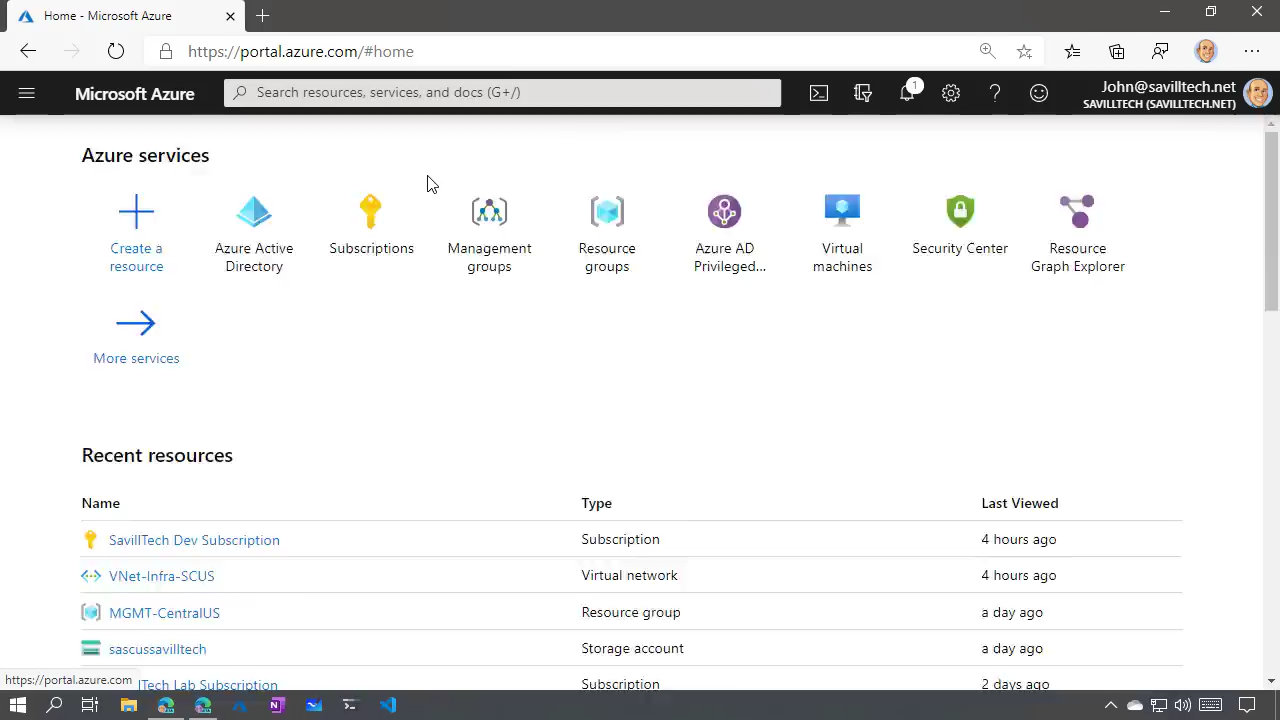 Home - Microsoft Azure
https://portal.azure.com/#home
Microsoft Azure
Search resources, services, and docs (G+/)
1
John@savilltech.net
SAVILLTECH (SAVILLTECH.NET)
Azure services
Create a resource
Azure Active Directory
Subscriptions
Management groups
Resource groups
Azure AD Privileged...
Virtual machines
Security Center
Resource Graph Explorer
More services
Recent resources
Name Type Last Viewed
SavillTech Dev Subscription Subscription 4 hours ago
VNet-Infra-SCUS Virtual network 4 hours ago
MGMT-CentralUS Resource group a day ago
sascussavilltech Storage account a day ago
lTech Lab Subscription Subscription 2 days ago
https://portal.azure.com